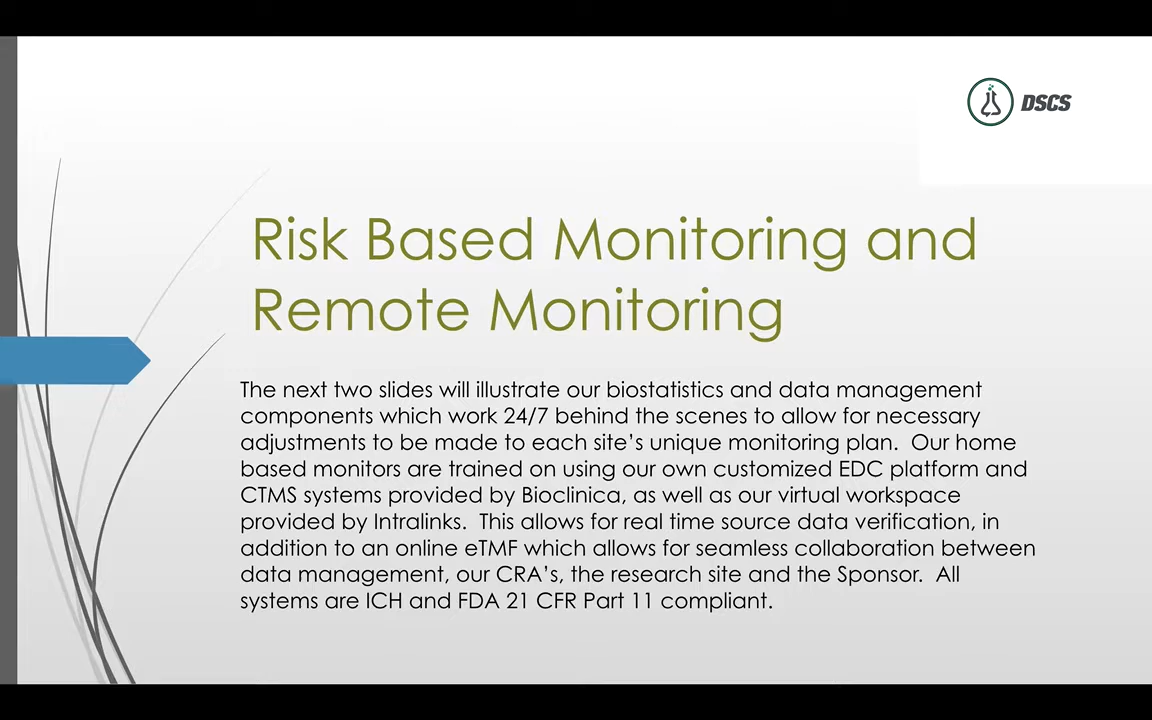 DSCS
Risk Based Monitoring and
Remote Monitoring
The next two slides will illustrate our biostatistics and data management
components which work 24/7 behind the scenes to allow for necessary
adjustments to be made to each site’s unique monitoring plan.  Our home
based monitors are trained on using our own customized EDC platform and
CTMS systems provided by Bioclinica, as well as our virtual workspace
provided by Intralinks.  This allows for real time source data verification, in
addition to an online eTMF which allows for seamless collaboration between
data management, our CRA’s, the research site and the Sponsor.  All
systems are ICH and FDA 21 CFR Part 11 compliant.